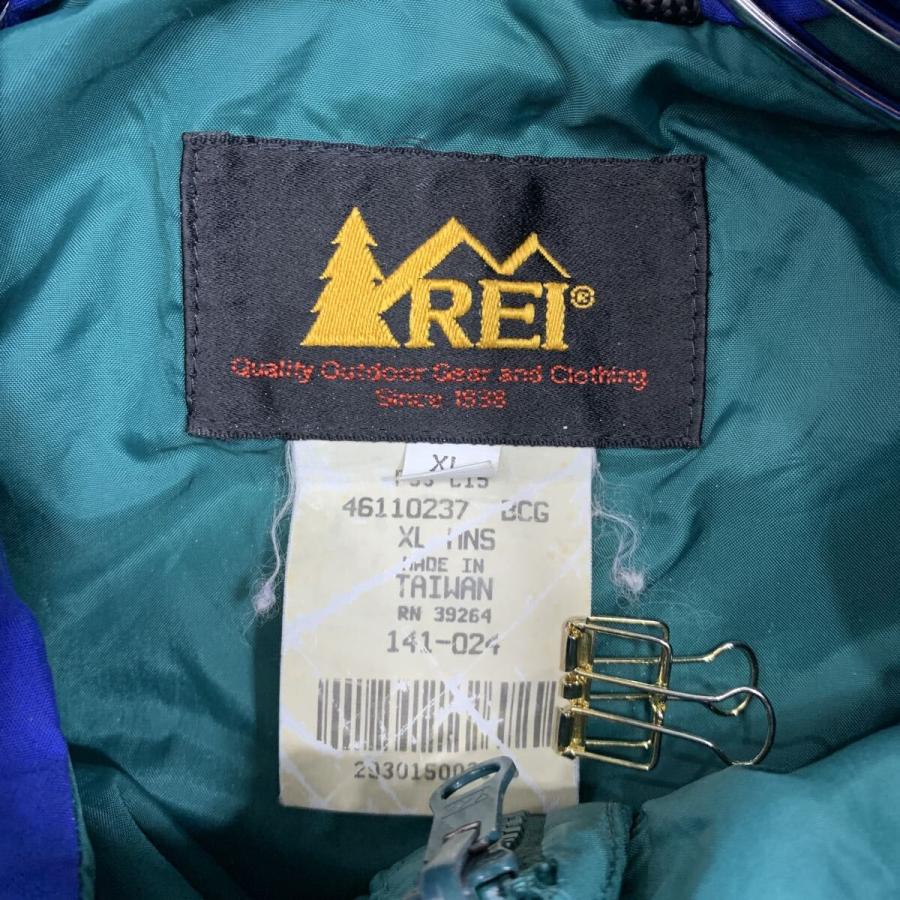 REI®
Quality Outdoor Gear and Clothing
Since 1938
XL
46110237 BCG
XL MNS
MADE IN
TAIWAN
RN 39264
141-024